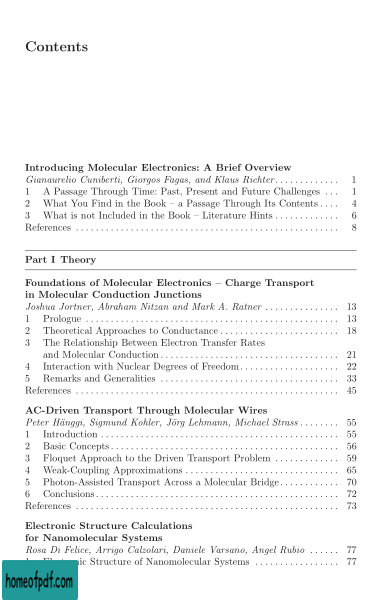 Contents
Introducing Molecular Electronics: A Brief Overview
Gianaurelio Cuniberti, Giorgos Fagas, and Klaus Richter............. 1
1 A Passage Through Time: Past, Present and Future Challenges ... 1
2 What You Find in the Book – a Passage Through Its Contents.... 4
3 What is not Included in the Book – Literature Hints ............. 6
References ...................................................... 8
Part I Theory
Foundations of Molecular Electronics – Charge Transport
in Molecular Conduction Junctions
Joshua Jortner, Abraham Nitzan and Mark A. Ratner ............... 13
1 Prologue .................................................... 13
2 Theoretical Approaches to Conductance........................ 18
3 The Relationship Between Electron Transfer Rates
and Molecular Conduction.................................... 21
4 Interaction with Nuclear Degrees of Freedom.................... 22
5 Remarks and Generalities ..................................... 33
References ...................................................... 45
AC-Driven Transport Through Molecular Wires
Peter Hänggi, Sigmund Kohler, Jörg Lehmann, Michael Strass........ 55
1 Introduction ................................................. 55
2 Basic Concepts............................................... 56
3 Floquet Approach to the Driven Transport Problem .............. 59
4 Weak-Coupling Approximations ................................ 65
5 Photon-Assisted Transport Across a Molecular Bridge............ 70
6 Conclusions.................................................. 72
References ...................................................... 73
Electronic Structure Calculations
for Nanomolecular Systems
Rosa Di Felice, Arrigo Calzolari, Daniele Varsano, Angel Rubio ...... 77
Structure of Nanomolecular Systems ................. 77
homeofpdf.com